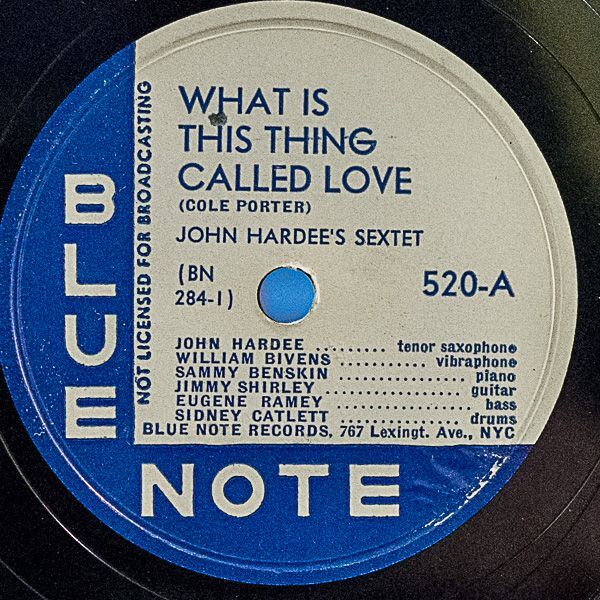 WHAT IS
THIS THING
CALLED LOVE
(COLE PORTER)
JOHN HARDEE'S SEXTET
(BN
284-1)
520-A
JOHN HARDEE ......... tenor saxophone
WILLIAM BIVENS ............ vibraphone
SAMMY BENSKIN .................. piano
JIMMY SHIRLEY .................. guitar
EUGENE RAMEY .................. bass
SIDNEY CATLETT ................ drums
BLUE NOTE RECORDS, 767 Lexingt. Ave., NYC
NOT LICENSED FOR BROADCASTING
BLUE
NOTE